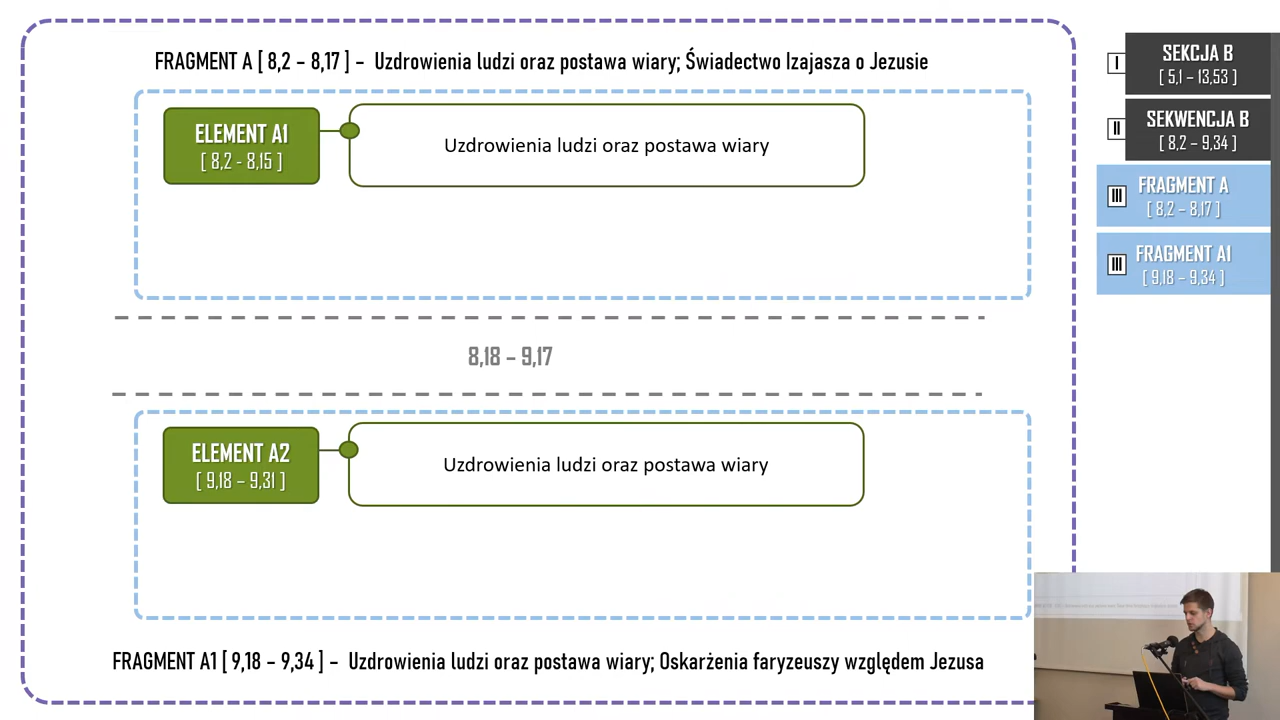 FRAGMENT A [ 8,2 – 8,17 ] – Uzdrowienia ludzi oraz postawa wiary; Świadectwo Izajasza o Jezusie
ELEMENT A1
[ 8,2 - 8,15 ]
Uzdrowienia ludzi oraz postawa wiary
8,18 – 9,17
ELEMENT A2
[ 9,18 – 9,31 ]
Uzdrowienia ludzi oraz postawa wiary
FRAGMENT A1 [ 9,18 – 9,34 ] – Uzdrowienia ludzi oraz postawa wiary; Oskarżenia faryzeuszy względem Jezusa
I
SEKCJA B
[ 5,1 – 13,53 ]
II
SEKWENCJA B
[ 8,2 – 9,34 ]
III
FRAGMENT A
[ 8,2 – 8,17 ]
III
FRAGMENT A1
[ 9,18 – 9,34 ]